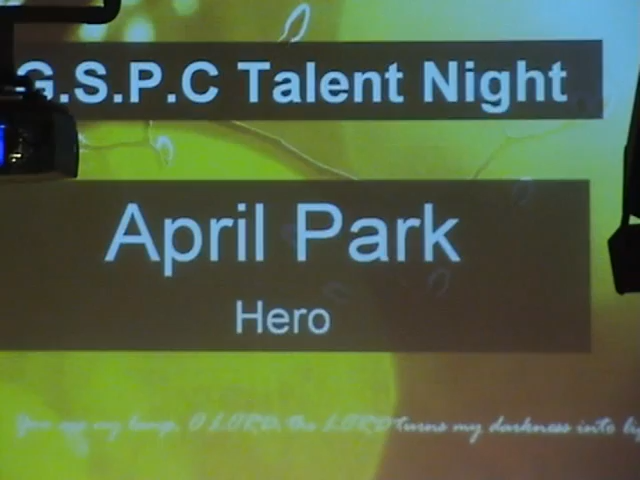 G.S.P.C Talent Night
April Park
Hero
You are my lamp, O LORD; the LORD turns my darkness into